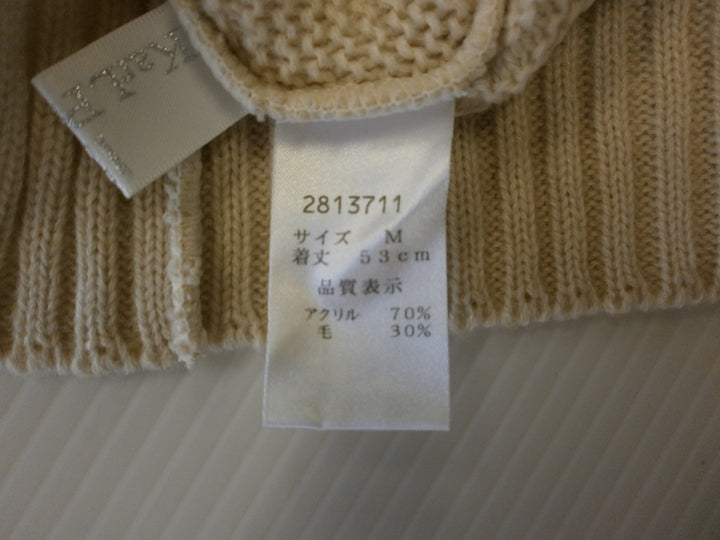 2813711
サイズ M
着丈 53cm
品質表示
アクリル 70%
毛 30%